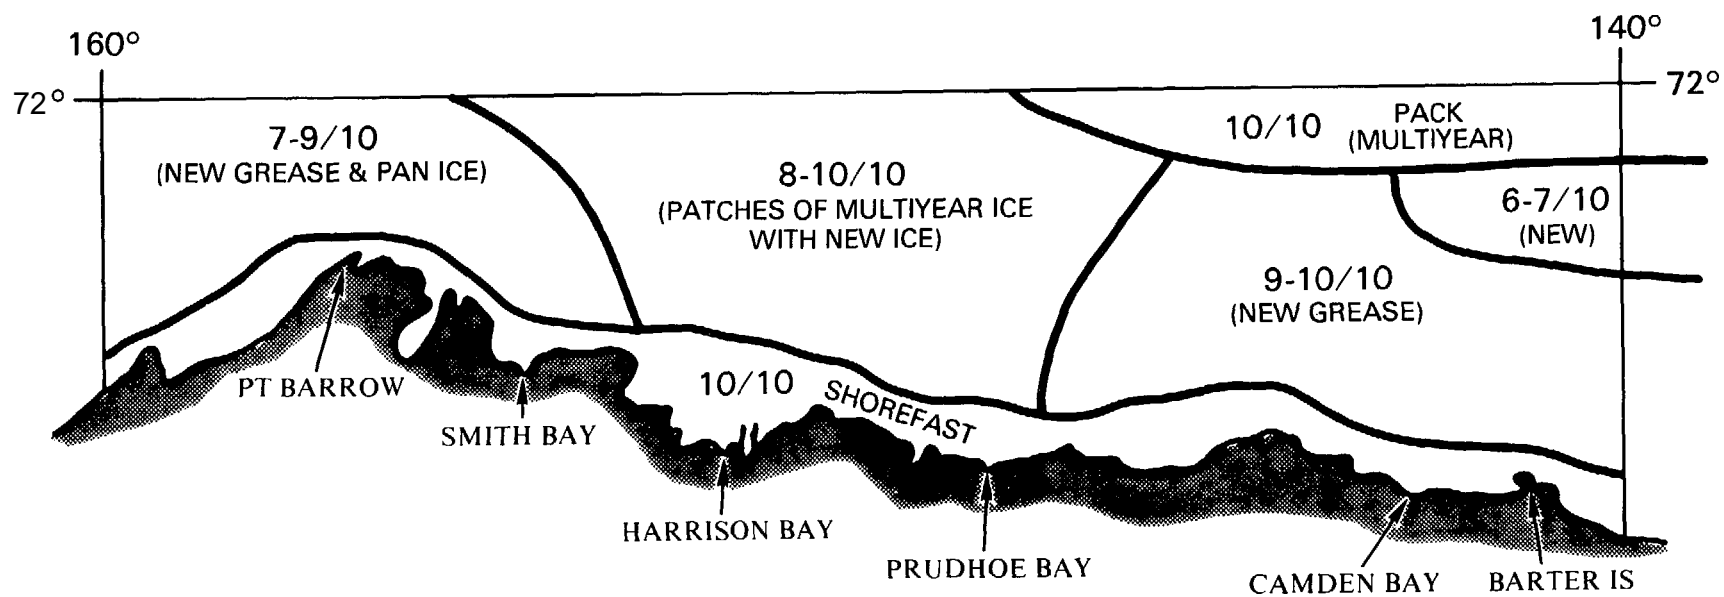 160°
140°
72°
72°
7-9/10
(NEW GREASE & PAN ICE)
8-10/10
(PATCHES OF MULTIYEAR ICE
WITH NEW ICE)
10/10
PACK
(MULTIYEAR)
6-7/10
(NEW)
9-10/10
(NEW GREASE)
10/10
SHOREFAST
PT BARROW
SMITH BAY
HARRISON BAY
PRUDHOE BAY
CAMDEN BAY
BARTER IS